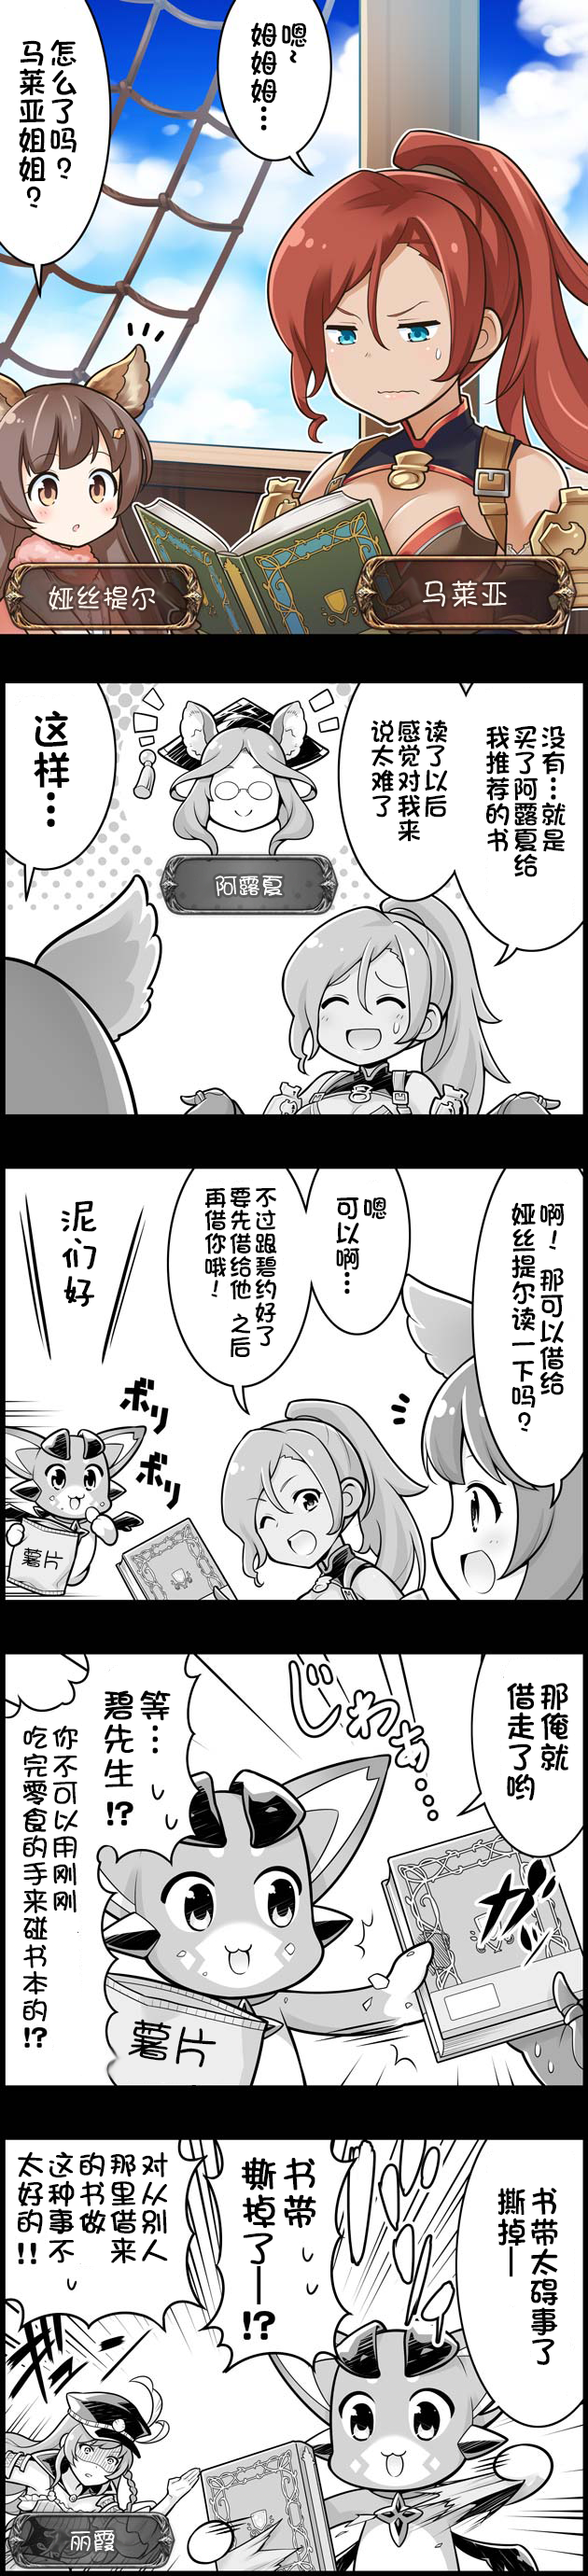 嗯~
姆姆姆…
怎么了吗？
马莱亚姐姐？
娅丝提尔
马莱亚
没有…就是
买了阿露夏给
我推荐的书
读了以后
感觉对我来
说太难了
阿露夏
这样…
啊！那可以借给
娅丝提尔读一下吗？
嗯
可以啊…
不过跟碧约好了
要先借给他 之后
再借你哦！
泥们好
ボリ
ボリ
薯片
那俺就
借走了哟
じわぁ…
ガッ
等…
碧先生！？
你不可以用刚刚
吃完零食的手来碰书本的！？
薯片
书带太碍事了
撕掉—
书带
撕掉了—！？
对从别人
那里借来
的书做
这种事不
太好的！！
丽霞